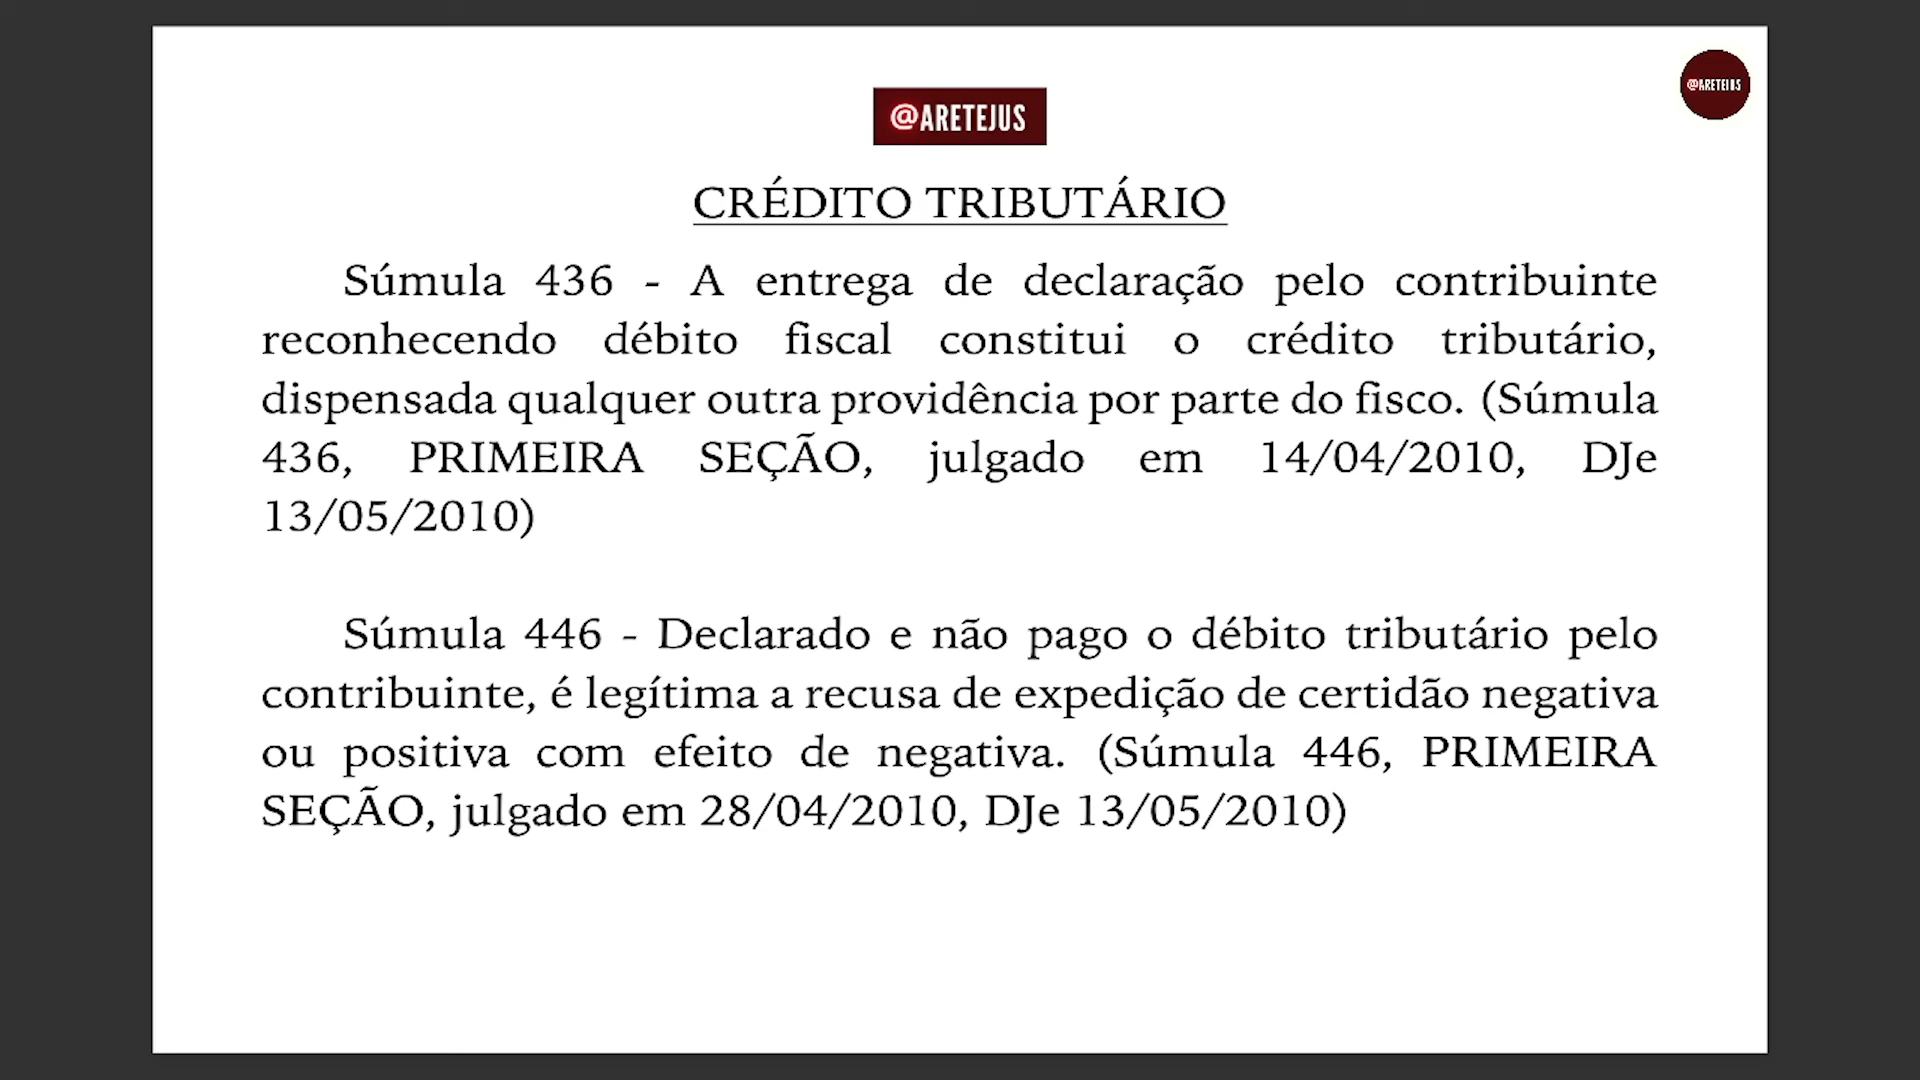 @ARETEJUS
@ARETEJUS
CRÉDITO TRIBUTÁRIO
Súmula 436 - A entrega de declaração pelo contribuinte
reconhecendo débito fiscal constitui o crédito tributário,
dispensada qualquer outra providência por parte do fisco. (Súmula
436, PRIMEIRA SEÇÃO, julgado em 14/04/2010, DJe
13/05/2010)
Súmula 446 - Declarado e não pago o débito tributário pelo
contribuinte, é legítima a recusa de expedição de certidão negativa
ou positiva com efeito de negativa. (Súmula 446, PRIMEIRA
SEÇÃO, julgado em 28/04/2010, DJe 13/05/2010)